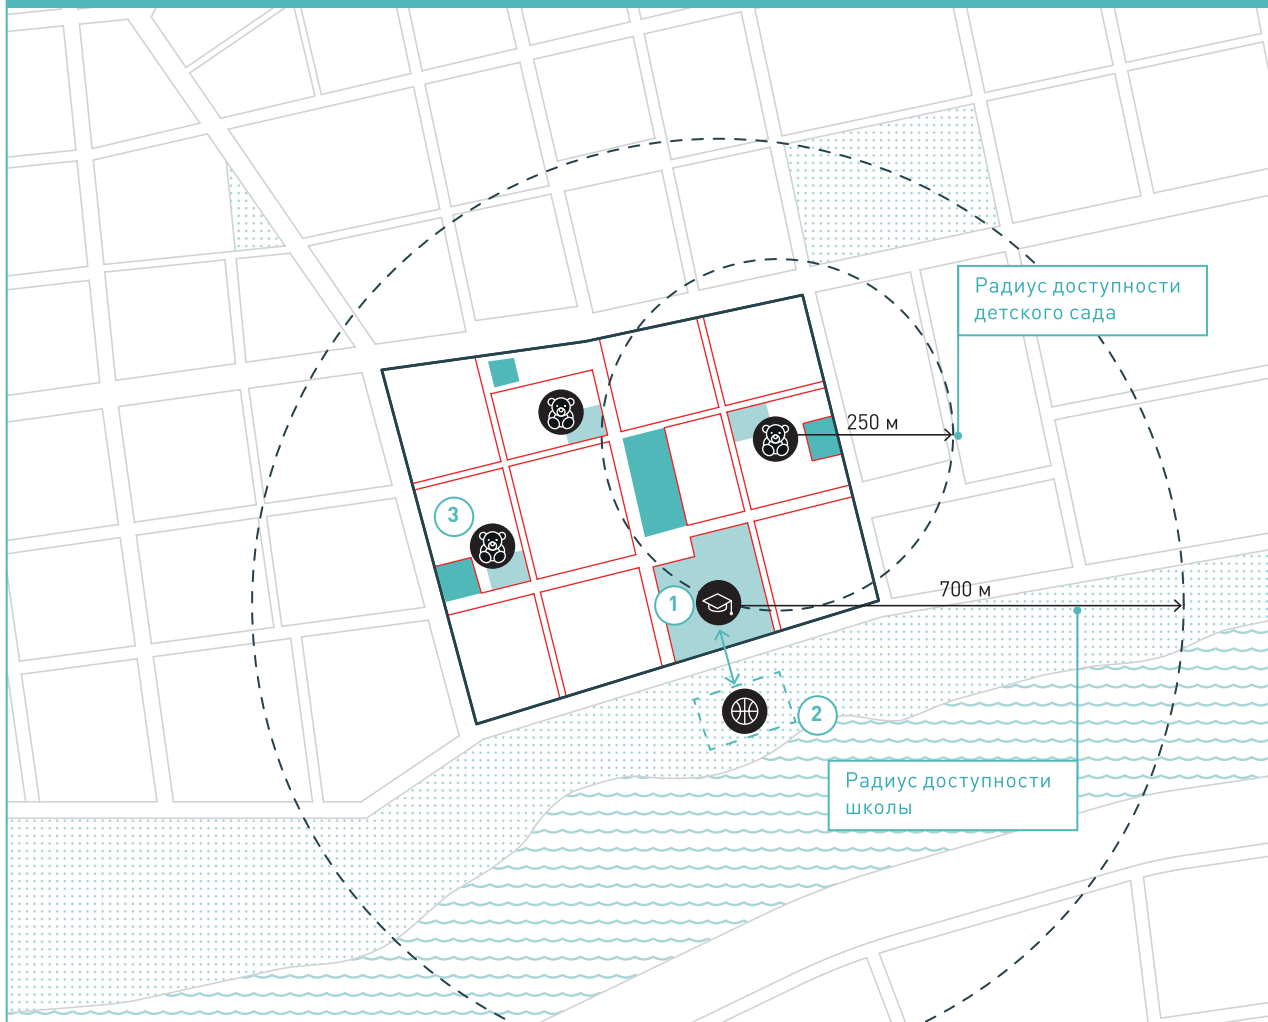 Радиус доступности
детского сада
250 м
3
700 м
1
2
Радиус доступности
школы